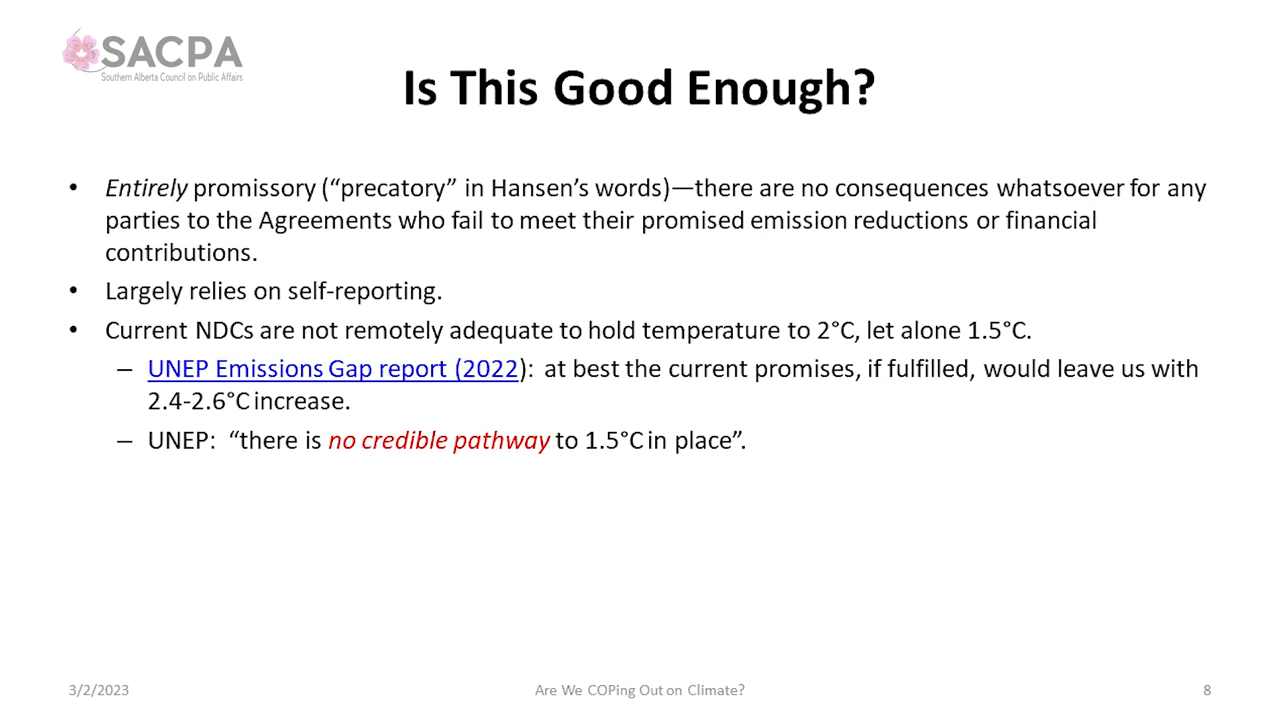 SACPA
Southern Alberta Council on Public Affairs
Is This Good Enough?
• Entirely promissory (“precatory” in Hansen’s words)—there are no consequences whatsoever for any
parties to the Agreements who fail to meet their promised emission reductions or financial
contributions.
• Largely relies on self-reporting.
• Current NDCs are not remotely adequate to hold temperature to 2°C, let alone 1.5°C.
– UNEP Emissions Gap report (2022): at best the current promises, if fulfilled, would leave us with
2.4-2.6°C increase.
– UNEP: “there is no credible pathway to 1.5°C in place”.
3/2/2023
Are We COPing Out on Climate?
8